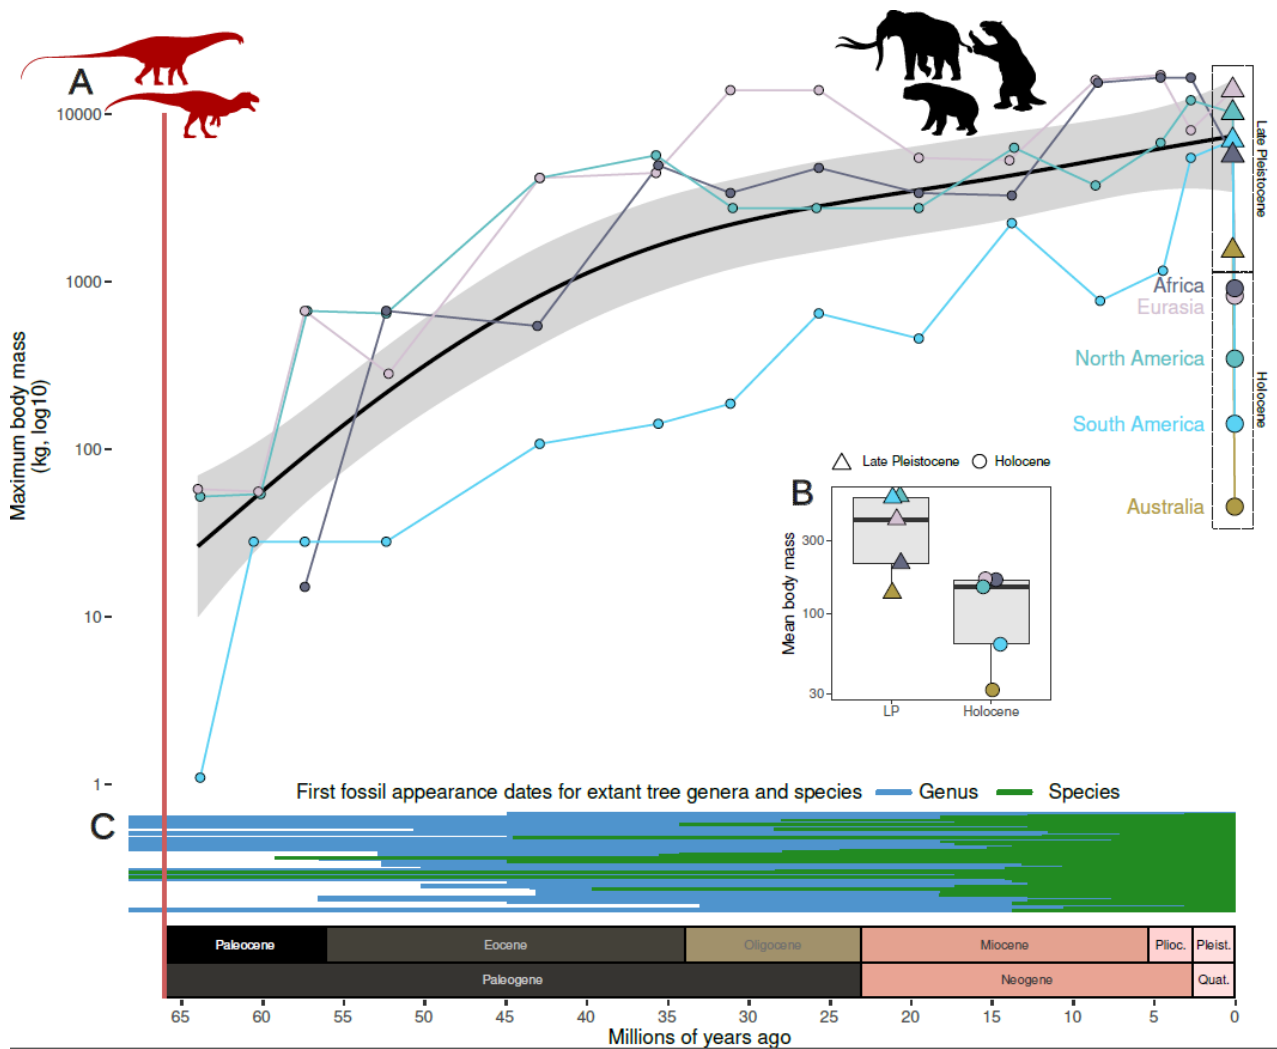 A
10000
1000
100
10
1
Maximum body mass
(kg, log10)
Late Pleistocene
Holocene
Africa
Eurasia
North America
South America
Australia
Late Pleistocene
Holocene
B
300
100
30
Mean body mass
LP
Holocene
First fossil appearance dates for extant tree genera and species
Genus
Species
C
Paleocene
Eocene
Oligocene
Miocene
Plioc.
Pleist.
Paleogene
Neogene
Quat.
65
60
55
50
45
40
35
30
25
20
15
10
5
0
Millions of years ago